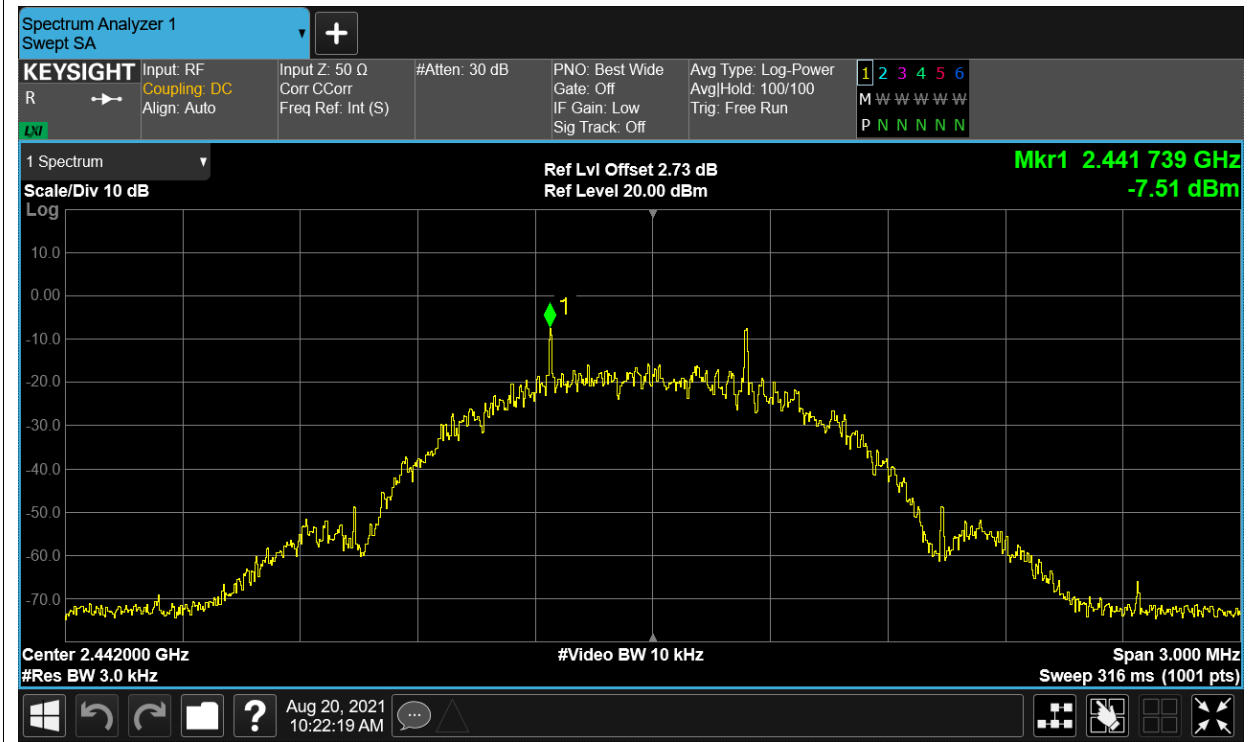 Spectrum Analyzer 1
Swept SA
KEYSIGHT
R
LXI
Input: RF
Coupling: DC
Align: Auto
Input Z: 50 Ω
Corr CCorr
Freq Ref: Int (S)
#Atten: 30 dB
PNO: Best Wide
Gate: Off
IF Gain: Low
Sig Track: Off
Avg Type: Log-Power
Avg|Hold: 100/100
Trig: Free Run
1 2 3 4 5 6
M W W W W W
P N N N N N
1 Spectrum
Scale/Div 10 dB
Log
Ref Lvl Offset 2.73 dB
Ref Level 20.00 dBm
Mkr1 2.441 739 GHz
-7.51 dBm
10.0
0.00
1
-10.0
-20.0
-30.0
-40.0
-50.0
-60.0
-70.0
Center 2.442000 GHz
#Res BW 3.0 kHz
#Video BW 10 kHz
Span 3.000 MHz
Sweep 316 ms (1001 pts)
?
Aug 20, 2021
10:22:19 AM